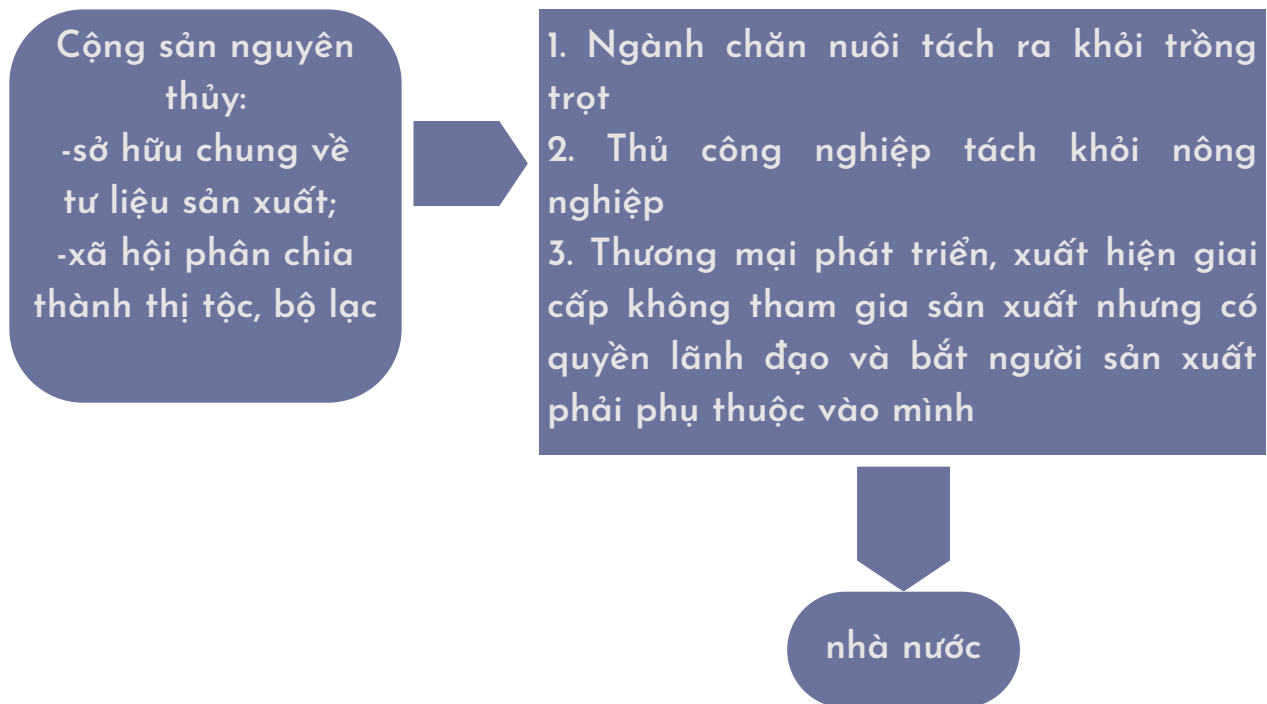 Cộng sản nguyên
thủy:
-sở hữu chung về
tư liệu sản xuất;
-xã hội phân chia
thành thị tộc, bộ lạc
1. Ngành chăn nuôi tách ra khỏi trồng
trọt
2. Thủ công nghiệp tách khỏi nông
nghiệp
3. Thương mại phát triển, xuất hiện giai
cấp không tham gia sản xuất nhưng có
quyền lãnh đạo và bắt người sản xuất
phải phụ thuộc vào mình
nhà nước